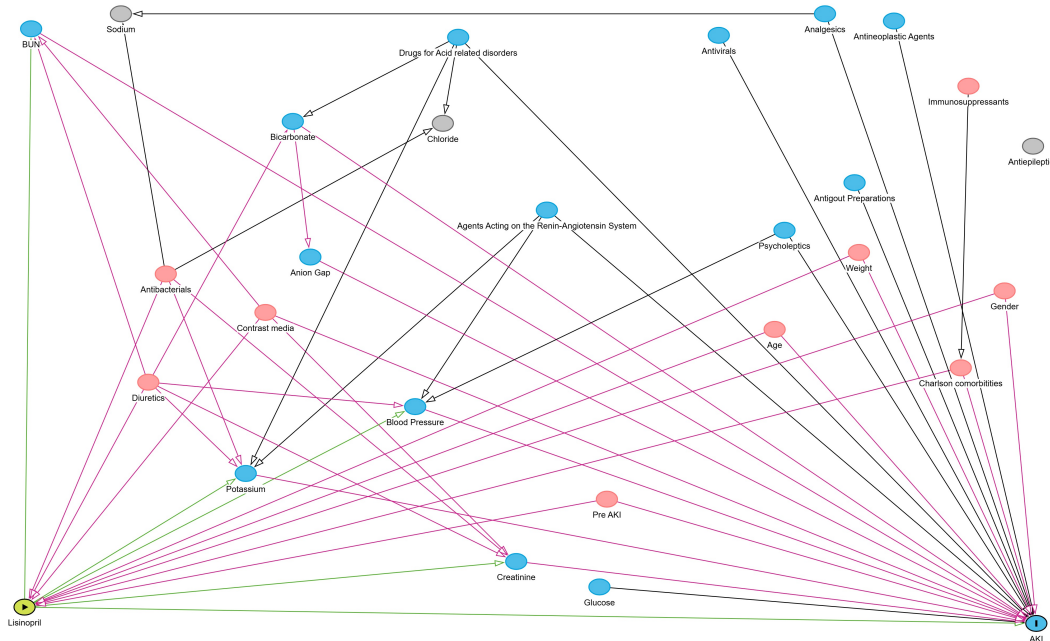 Sodium
BUN
Analgesics
Antineoplastic Agents
Drugs for Acid related disorders
Antivirals
Immunosuppressants
Bicarbonate
Chloride
Antiepilepti
Antigout Preparations
Agents Acting on the Renin-Angiotensin System
Psycholeptics
Anion Gap
Weight
Antibacterials
Gender
Contrast media
Age
Charlson comorbitities
Diuretics
Blood Pressure
Potassium
Pre AKI
Creatinine
Glucose
Lisinopril
AKI